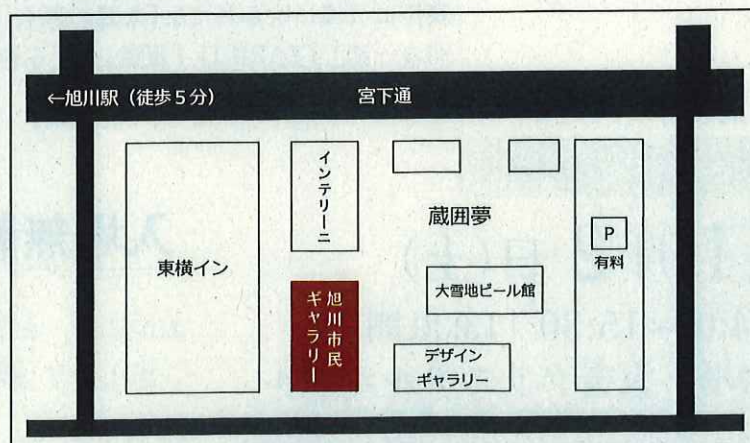 ←旭川駅（徒歩５分）
宮下通
東横イン
インテリーニ
旭川市民
ギャラリー
蔵囲夢
大雪地ビール館
デザイン
ギャラリー
P
有料